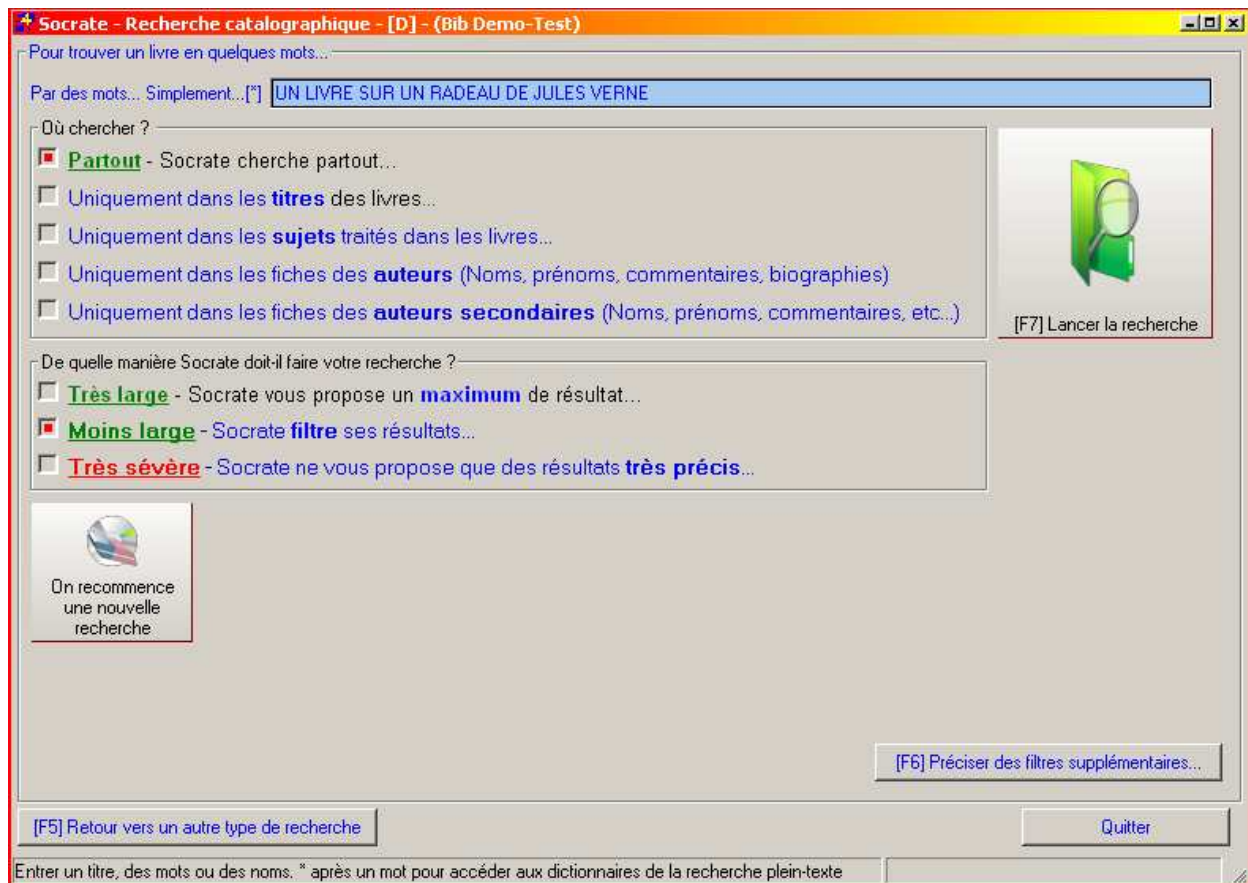 Socrate - Recherche catalographique - [D] - (Bib Demo-Test)
Pour trouver un livre en quelques mots...
Par des mots... Simplement...[*] UN LIVRE SUR UN RADEAU DE JULES VERNE
Où chercher ?
Partout - Socrate cherche partout...
Uniquement dans les titres des livres...
Uniquement dans les sujets traités dans les livres...
Uniquement dans les fiches des auteurs (Noms, prénoms, commentaires, biographies)
Uniquement dans les fiches des auteurs secondaires (Noms, prénoms, commentaires, etc...)
[F7] Lancer la recherche
De quelle manière Socrate doit-il faire votre recherche ?
Très large - Socrate vous propose un maximum de résultat...
Moins large - Socrate filtre ses résultats...
Très sévère - Socrate ne vous propose que des résultats très précis...
On recommence
une nouvelle
recherche
[F6] Préciser des filtres supplémentaires...
[F5] Retour vers un autre type de recherche
Quitter
Entrer un titre, des mots ou des noms. * après un mot pour accéder aux dictionnaires de la recherche plein-texte